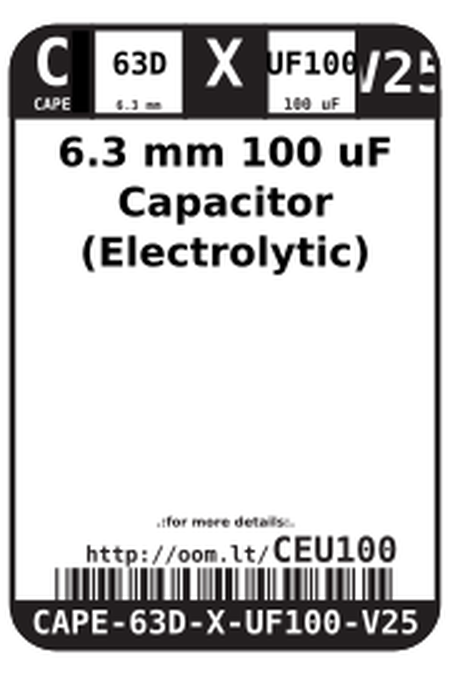 C 63D X UF100 V25
CAPE 6.3 mm 100 uF
6.3 mm 100 uF
Capacitor
(Electrolytic)
.:for more details:.
http://oom.lt/CEU100
CAPE-63D-X-UF100-V25